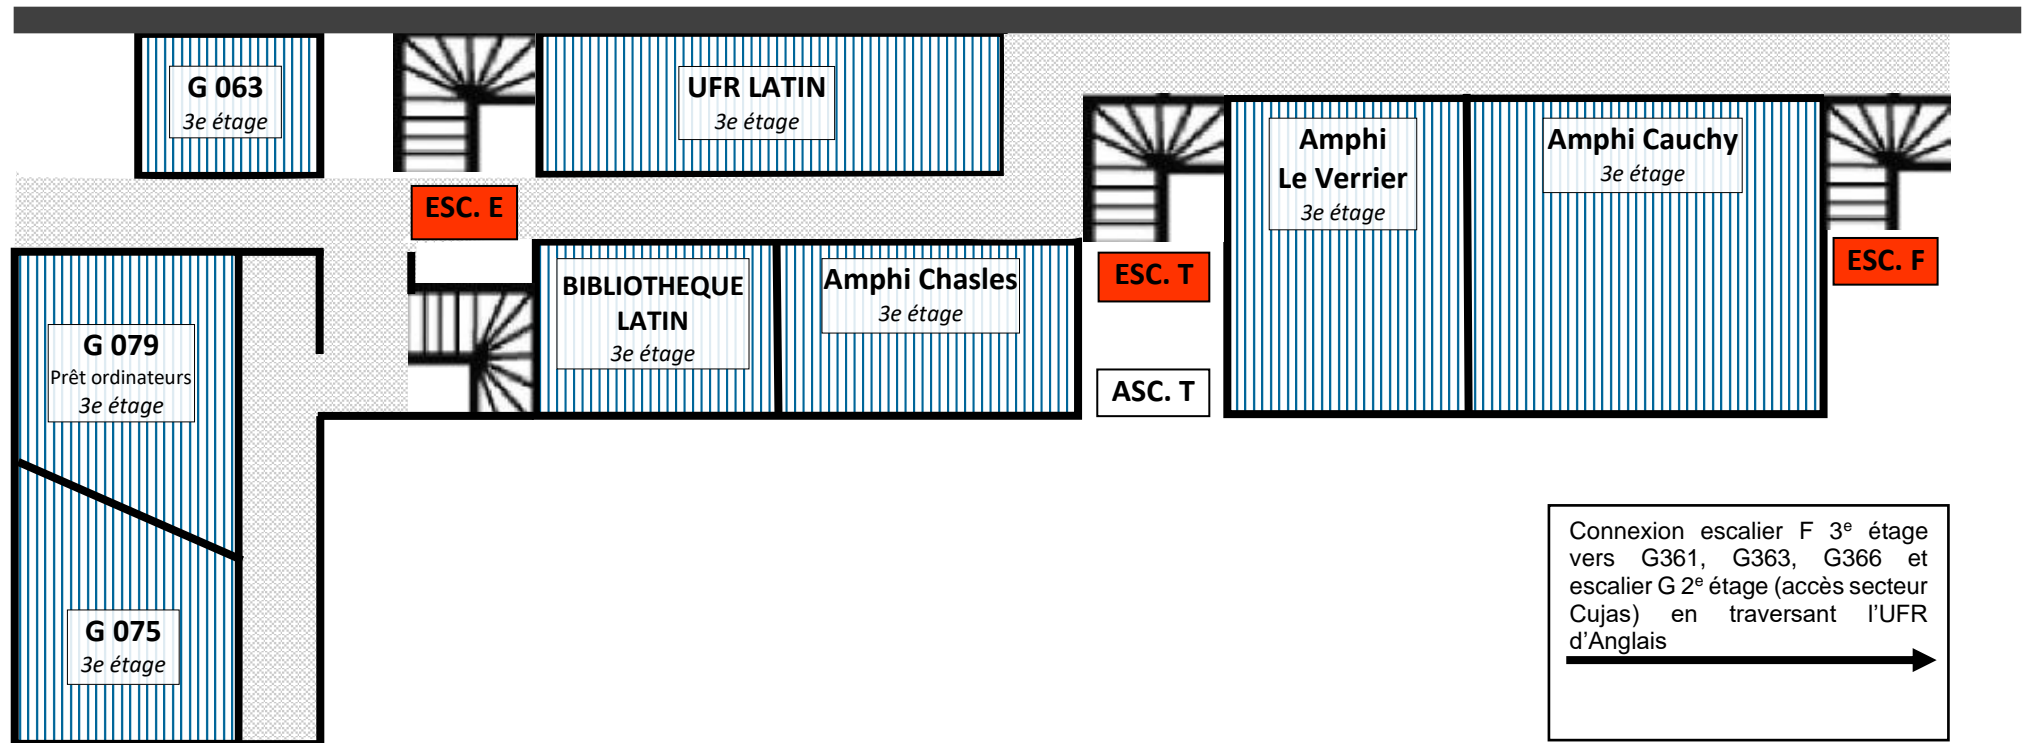 G 063
3e étage
UFR LATIN
3e étage
Amphi
Le Verrier
3e étage
Amphi Cauchy
3e étage
ESC. E
ESC. T
ESC. F
BIBLIOTHEQUE
LATIN
3e étage
Amphi Chasles
3e étage
G 079
Prêt ordinateurs
3e étage
ASC. T
G 075
3e étage
Connexion escalier F 3e étage
vers G361, G363, G366 et
escalier G 2e étage (accès secteur
Cujas) en traversant l’UFR
d’Anglais